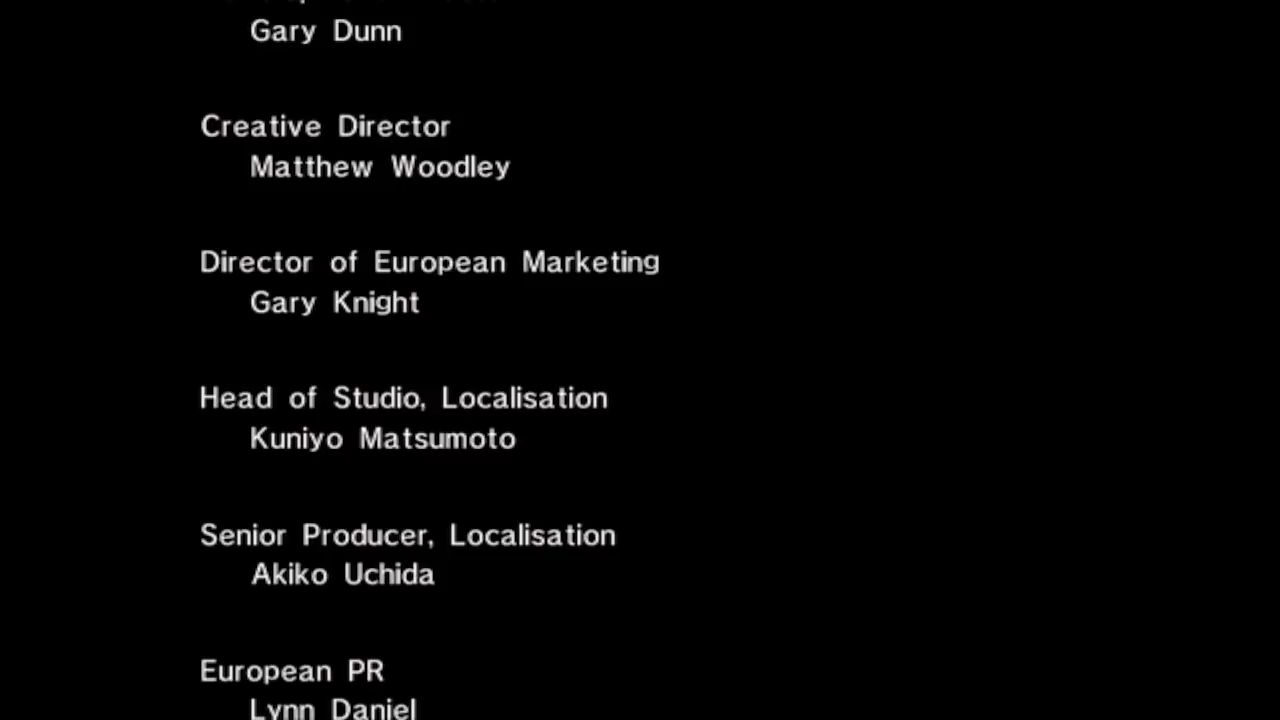 Gary Dunn
Creative Director
Matthew Woodley
Director of European Marketing
Gary Knight
Head of Studio, Localisation
Kuniyo Matsumoto
Senior Producer, Localisation
Akiko Uchida
European PR
Lynn Daniel